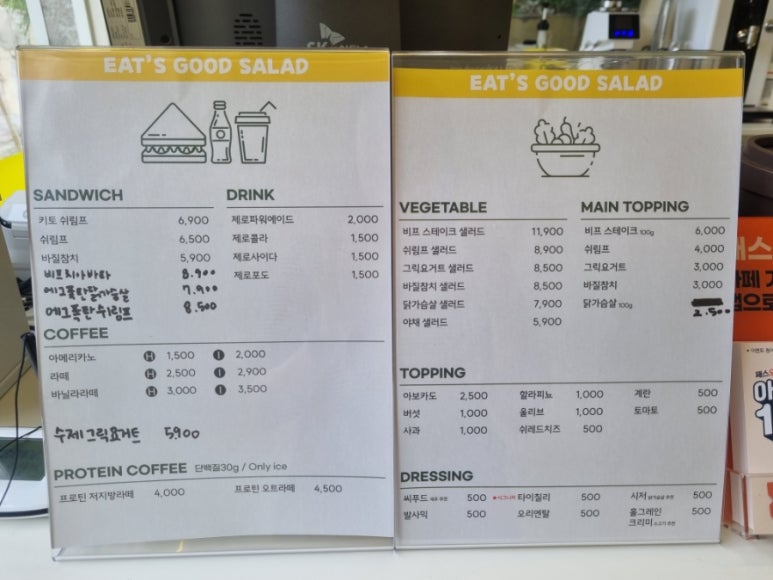 EAT'S GOOD SALAD
SANDWICH
키토 쉬림프 6,900
쉬림프 6,500
바질참치 5,900
비프치아바타 8.900
에그폭탄닭가슴살 7.900
에그폭탄쉬림프 8.500
DRINK
제로파워에이드 2,000
제로콜라 1,500
제로사이다 1,500
제로포도 1,500
COFFEE
아메리카노 H 1,500 I 2,000
라떼 H 2,500 I 2,900
바닐라라떼 H 3,000 I 3,500
수제그릭요거트 5,900
PROTEIN COFFEE 단백질30g / Only ice
프로틴 저지방라떼 4,000 프로틴 오트라떼 4,500
EAT'S GOOD SALAD
VEGETABLE
비프 스테이크 샐러드 11,900
쉬림프 샐러드 8,900
그릭요거트 샐러드 8,500
바질참치 샐러드 8,500
닭가슴살 샐러드 7,900
야채 샐러드 5,900
MAIN TOPPING
비프 스테이크 100g 6,000
쉬림프 4,000
그릭요거트 3,000
바질참치 3,000
닭가슴살 100g
2.500
TOPPING
아보카도 2,500 할라피뇨 1,000 계란 500
버섯 1,000 올리브 1,000 토마토 500
사과 1,000 쉬레드치즈 500
DRESSING
씨푸드 500 타이칠리 500 시저 500
발사믹 500 오리엔탈 500 홀그레인 500
크리미